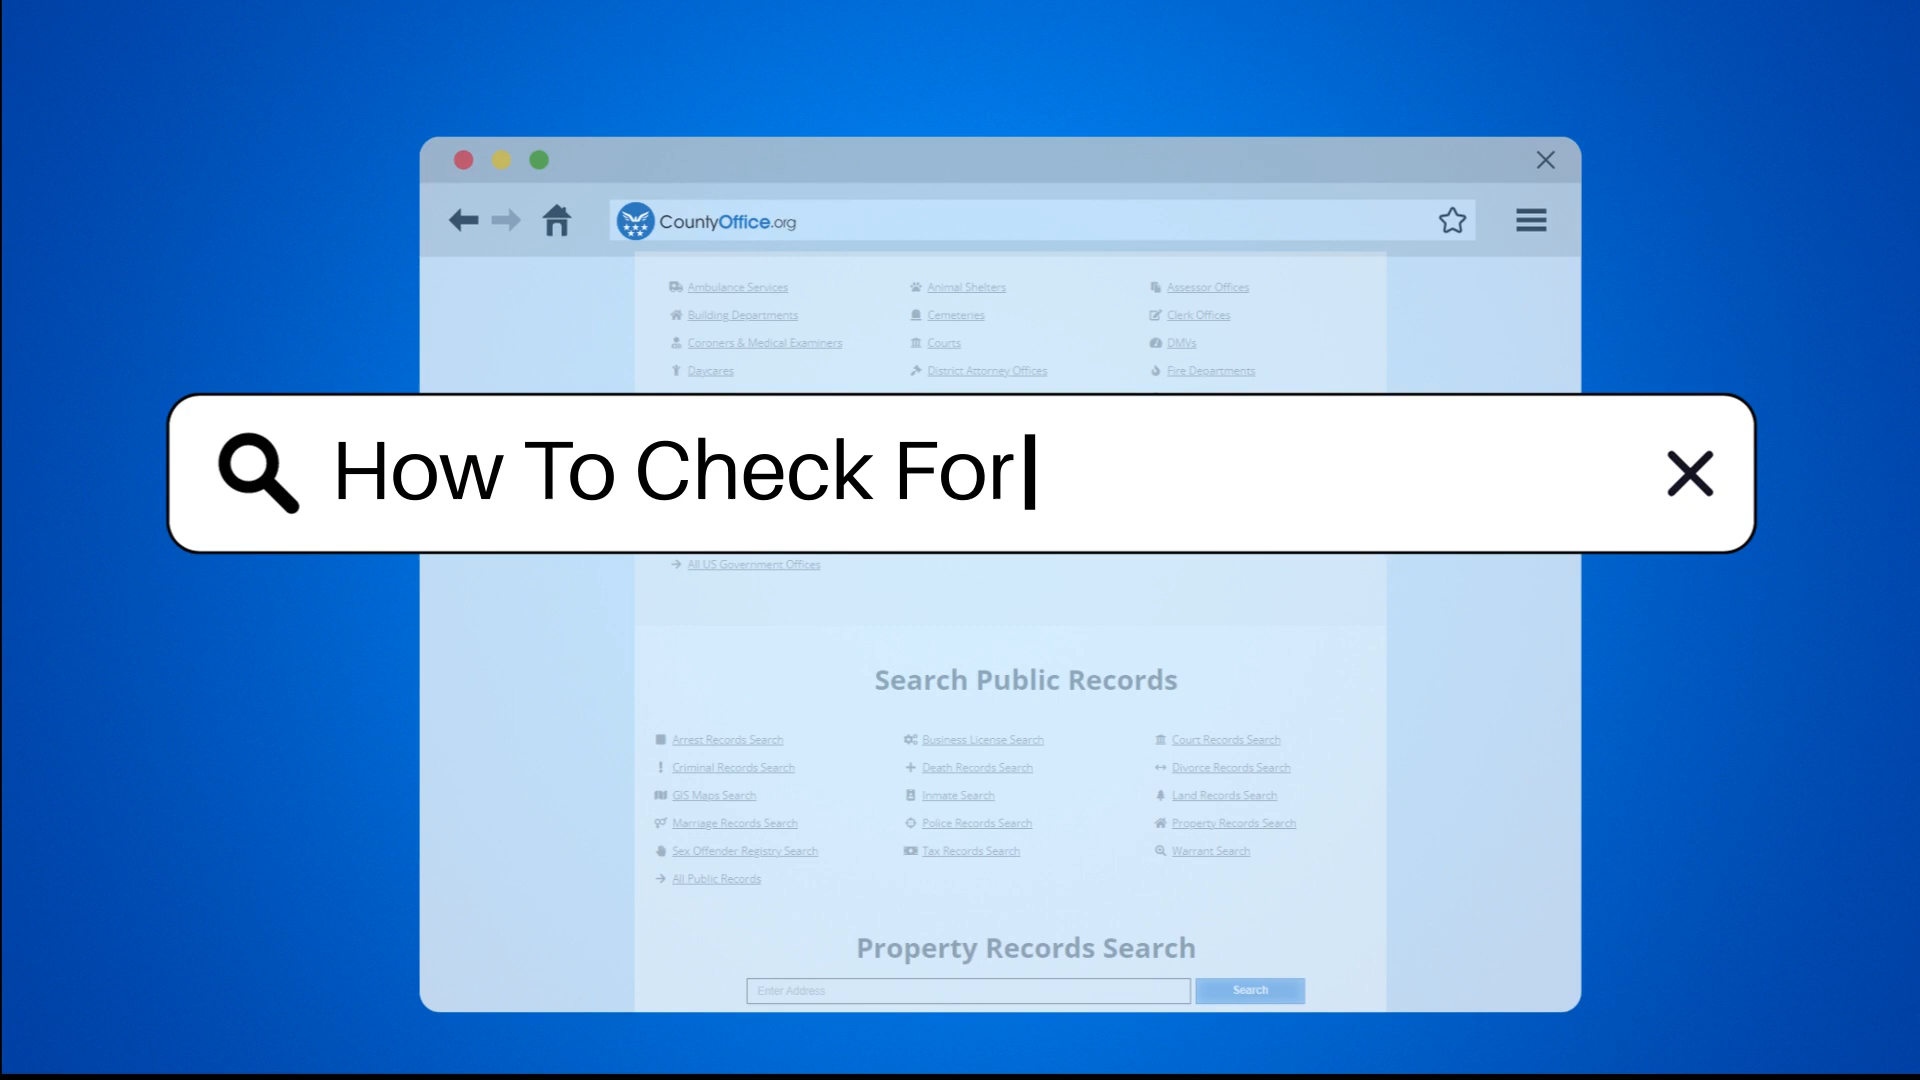 CountyOffice.org
Ambulance Services Animal Shelters Assessor Offices
Building Departments Cemeteries Clerk Offices
Coroners & Medical Examiners Courts DMVs
Daycares District Attorney Offices Fire Departments
How To Check For
All US Government Offices
Search Public Records
Arrest Records Search Business License Search Court Records Search
Criminal Records Search Death Records Search Divorce Records Search
GIS Maps Search Inmate Search Land Records Search
Marriage Records Search Police Records Search Property Records Search
Sex Offender Registry Search Tax Records Search Warrant Search
All Public Records
Property Records Search
Enter Address Search